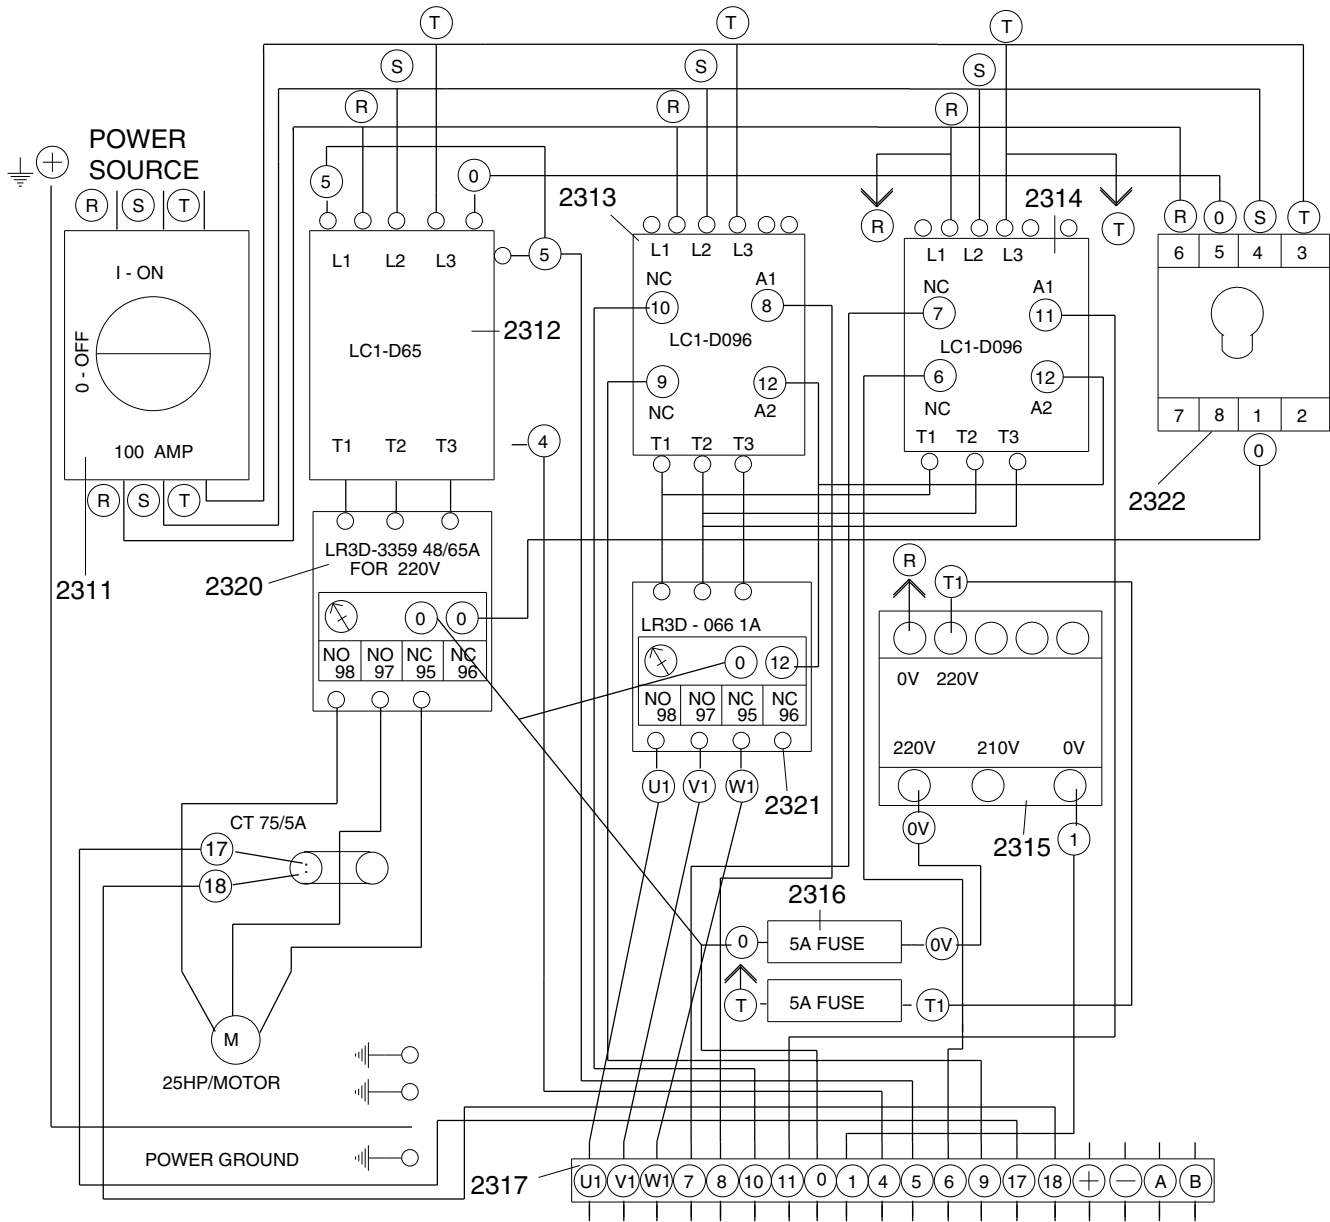 T T T
S S S
R R R
POWER
SOURCE
+
5 0 2313 2314
R S T R T R 0 S T
5
L1 L2 L3
L1 L2 L3
L1 L2 L3
6 5 4 3
I - ON
0 - OFF
100 AMP
NC A1
10 8
LC1-D096
9 12
NC A2
NC A1
7 11
LC1-D096
6 12
NC A2
2312
LC1-D65
T1 T2 T3
4
T1 T2 T3
T1 T2 T3
7 8 1 2
0
2322
R S T
2311
2320
LR3D-3359 48/65A
FOR 220V
0 0
NO NO NC NC
98 97 95 96
LR3D - 066 1A
0 12
NO NO NC NC
98 97 95 96
R T1
0V 220V
220V 210V 0V
U1 V1 W1 2321
0V 2315 1
CT 75/5A
17
18
2316
0 5A FUSE 0V
T 5A FUSE T1
M
25HP/MOTOR
POWER GROUND
2317
U1 V1 W1 7 8 10 11 0 1 4 5 6 9 17 18 + − A B